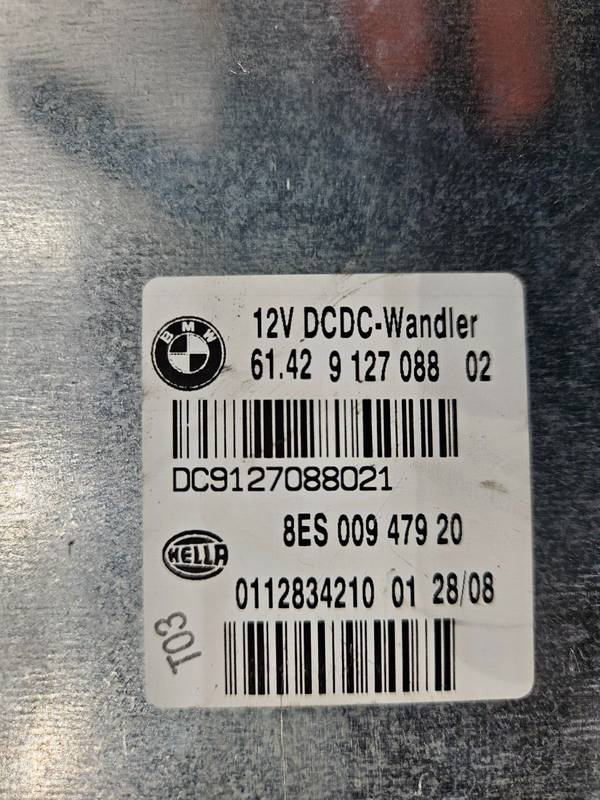 BMW
12V DCDC-Wandler
61.42 9 127 088 02
DC9127088021
8ES 009 479 20
HELLA
0112834210 01 28/08
T03